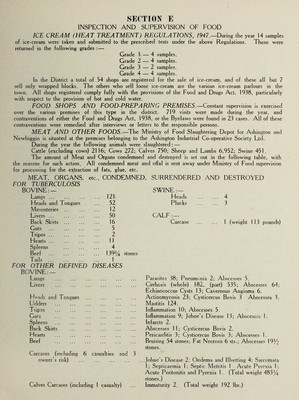 SECTION E
INSPECTION AND SUPERVISION OF FOOD
ICE CREAM (HEAT TREATMENT) REGULATIONS, 1947.—During the year 14 samples
of ice-cream were taken and submitted to the prescribed tests under the above Regulations. These were
returned in the following grades :—
Grade 1 — 4 samples.
Grade 2 — 4 samples.
Grade 3 — 2 samples.
Grade 4 — 4 samples.
In the District a total of 54 shops are registered for the sale of ice-cream, and of these all but 7
sell only wrapped blocks. The others who sell loose ice-cream are the various ice-cream parlours in the
town. All shops registered comply fully with the provisions of the Food and Drugs Act, 1938, particularly
with respect to the provision of hot and cold water.
FOOD SHOPS AND FOOD-PREPARING PREMISES.—Constant supervision is exercised
over the various premises of this type in the district. 719 visits were made during the year, and
contraventions of either the Food and Drugs Act, 1938, or the Byelaws were found in 23 cases. All of these
contraventions were remedied after interviews or letters to the responsible persons.
MEAT AND OTHER FOODS.—The Ministry of Food Slaughtering Depot for Ashington and
Newbiggin is situated at the premises belonging to the Ashington Industrial Co-operative Society Ltd.
During the year the following animals were slaughtered:—
Cattle (excluding cows) 2116; Cows 272; Calves 750; Sheep and Lambs 6,952; Swine 451.
The amount of Meat and Organs condemned and destroyed is set out in the following table, with
the reasons for such action. All condemned meat and offal is sent away under Ministry of Food supervision
for processing for the extraction of fats, glue, etc.
MEAT, ORGANS, etc., CONDEMNED, SURRENDERED AND DESTROYED
FOR TUBERCULOSIS
BOVINE:—
Lungs ... 121
Heads and Tongues ... 52
Mesenteries ... 12
Livers ... 50
Back Skirts ... 16
Guts ... 5
Tripes ... 2
Hearts ... 11
Spleens ... 4
Beef ... 139¼ stones
Tails ... 1
SWINE:—
Heads ... 4
Plucks ... 3
CALF:—
Carcase ... 1 (weight 113 pounds)
FOR OTHER DEFINED DISEASES
BOVINE:—
Lungs ... Parasites 38; Pneumonia 2; Abscesses 5.
Livers ... Cirrhosis (whole) 182, (part) 535; Abscesses 64;
Echinococcus Cysts 13; Cavernous Angioma 6.
Heads and Tongues ... Actinomycosis 23; Cysticercus Bovis 3 Abscesses 3.
Udders ... Mastitis 124.
Tripes ... Inflammation 10; Abscesses 5.
Guts ... Inflammation 9; Johne's Disease 13; Abscesses 1.
Spleens ... Infarcts 2.
Back Skirts ... Abscesses 11; Cysticercus Bovis 2.
Hearts ... Pericarditis 3; Cysticercus Bovis 3; Abscesses 1.
Beef ... Bruising 54 stones; Fat Necrosis 6 sts.; Abscesses 19½
stones.
Carcases (including 6 casualties and 3
owner's risk) ... Johne's Disease 2; Oedema and Illsetting 4; Sarcomata
1; Septicaemia 1; Septic Metritis 1 Acute Pyrexia 1;
Acute Peritonitis and Pyrexia 1. (Total weight 483¼
stones.)
Calves Carcases (including 1 casualty) ... Immaturity 2. (Total weight 192 lbs.)